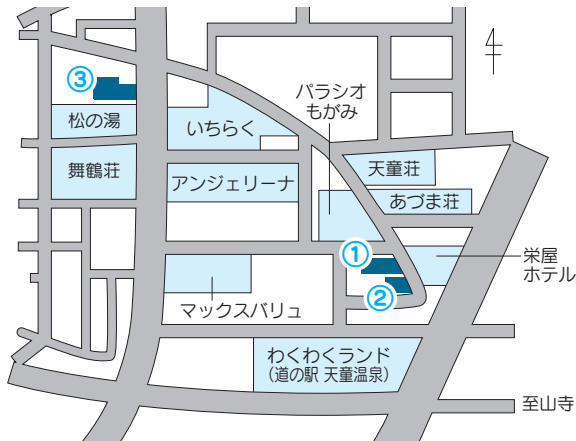 ③
松の湯
舞鶴荘
いちらく
アンジェリーナ
パラシオ
もがみ
天童荘
あづま荘
①
②
栄屋
ホテル
マックスバリュ
わくわくランド
（道の駅 天童温泉）
至山寺